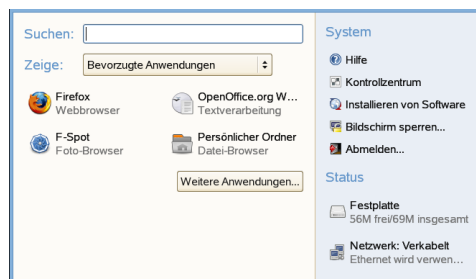 Suchen:
Zeige: Bevorzugte Anwendungen
Firefox
Webbrowser
OpenOffice.org W...
Textverarbeitung
F-Spot
Foto-Browser
Persönlicher Ordner
Datei-Browser
Weitere Anwendungen...
System
Hilfe
Kontrollzentrum
Installieren von Software
Bildschirm sperren...
Abmelden...
Status
Festplatte
56M frei/69M insgesamt
Netzwerk: Verkabelt
Ethernet wird verwen...